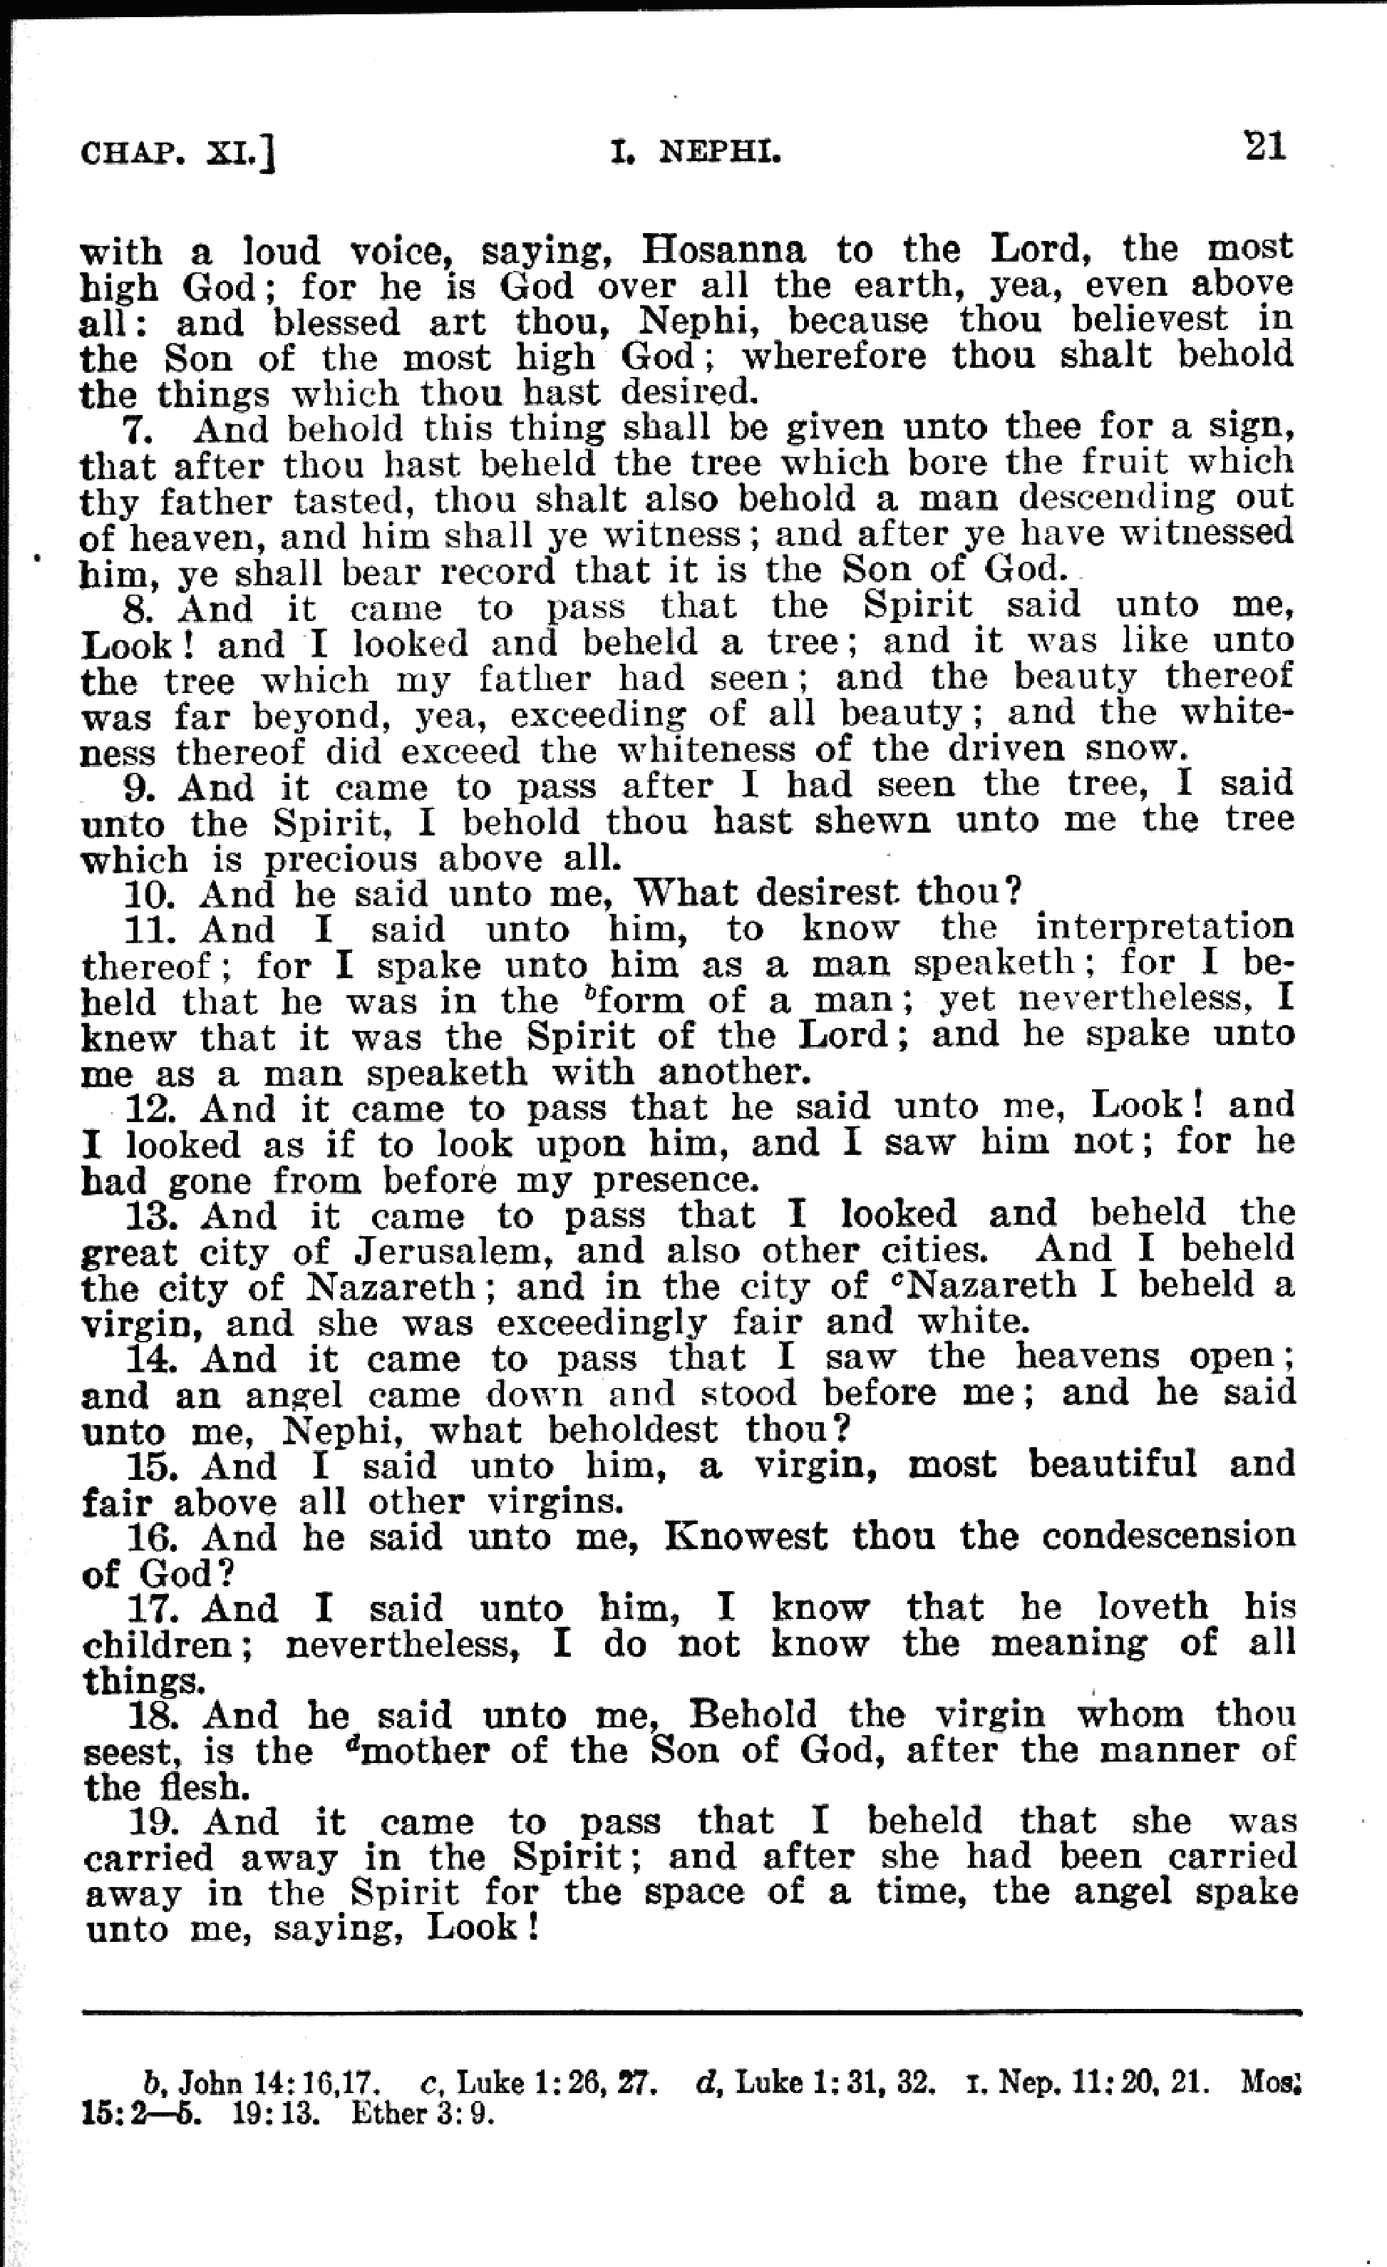 CHAP. XI.] I. NEPHI. 21
with a loud voice, saying, Hosanna to the Lord, the most
high God; for he is God over all the earth, yea, even above
all: and blessed art thou, Nephi, because thou believest in
the Son of the most high God; wherefore thou shalt behold
the things which thou hast desired.
7. And behold this thing shall be given unto thee for a sign,
that after thou hast beheld the tree which bore the fruit which
thy father tasted, thou shalt also behold a man descending out
of heaven, and him shall ye witness; and after ye have witnessed
him, ye shall bear record that it is the Son of God.
8. And it came to pass that the Spirit said unto me,
Look! and I looked and beheld a tree; and it was like unto
the tree which my father had seen; and the beauty thereof
was far beyond, yea, exceeding of all beauty; and the white-
ness thereof did exceed the whiteness of the driven snow.
9. And it came to pass after I had seen the tree, I said
unto the Spirit, I behold thou hast shewn unto me the tree
which is precious above all.
10. And he said unto me, What desirest thou?
11. And I said unto him, to know the interpretation
thereof; for I spake unto him as a man speaketh; for I be-
held that he was in the bform of a man; yet nevertheless, I
knew that it was the Spirit of the Lord; and he spake unto
me as a man speaketh with another.
12. And it came to pass that he said unto me, Look! and
I looked as if to look upon him, and I saw him not; for he
had gone from before my presence.
13. And it came to pass that I looked and beheld the
great city of Jerusalem, and also other cities. And I beheld
the city of Nazareth; and in the city of cNazareth I beheld a
virgin, and she was exceedingly fair and white.
14. And it came to pass that I saw the heavens open;
and an angel came down and stood before me; and he said
unto me, Nephi, what beholdest thou?
15. And I said unto him, a virgin, most beautiful and
fair above all other virgins.
16. And he said unto me, Knowest thou the condescension
of God?
17. And I said unto him, I know that he loveth his
children; nevertheless, I do not know the meaning of all
things.
18. And he said unto me, Behold the virgin whom thou
seest, is the dmother of the Son of God, after the manner of
the flesh.
19. And it came to pass that I beheld that she was
carried away in the Spirit; and after she had been carried
away in the Spirit for the space of a time, the angel spake
unto me, saying, Look!
b, John 14:16,17. c, Luke 1:26, 27. d, Luke 1:31, 32. I. Nep. 11:20, 21. Mos:
15:2—5. 19:13. Ether 3:9.